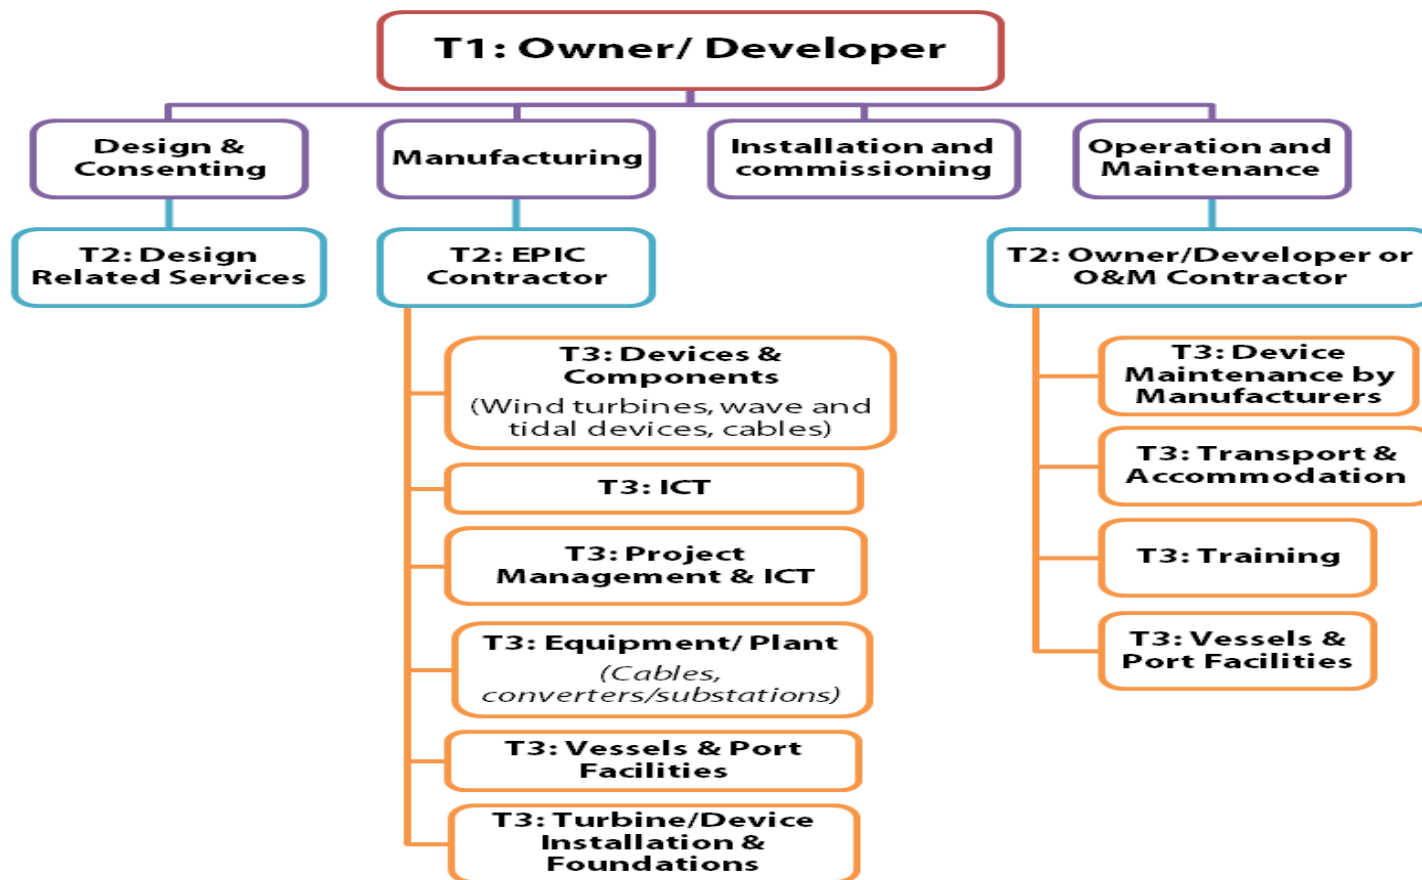 T1: Owner/ Developer
Design &
Consenting
Manufacturing
Installation and
commissioning
Operation and
Maintenance
T2: Design
Related Services
T2: EPIC
Contractor
T2: Owner/Developer or
O&M Contractor
T3: Devices &
Components
(Wind turbines, wave and
tidal devices, cables)
T3: ICT
T3: Project
Management & ICT
T3: Equipment/ Plant
(Cables,
converters/substations)
T3: Vessels & Port
Facilities
T3: Turbine/Device
Installation &
Foundations
T3: Device
Maintenance by
Manufacturers
T3: Transport &
Accommodation
T3: Training
T3: Vessels &
Port Facilities